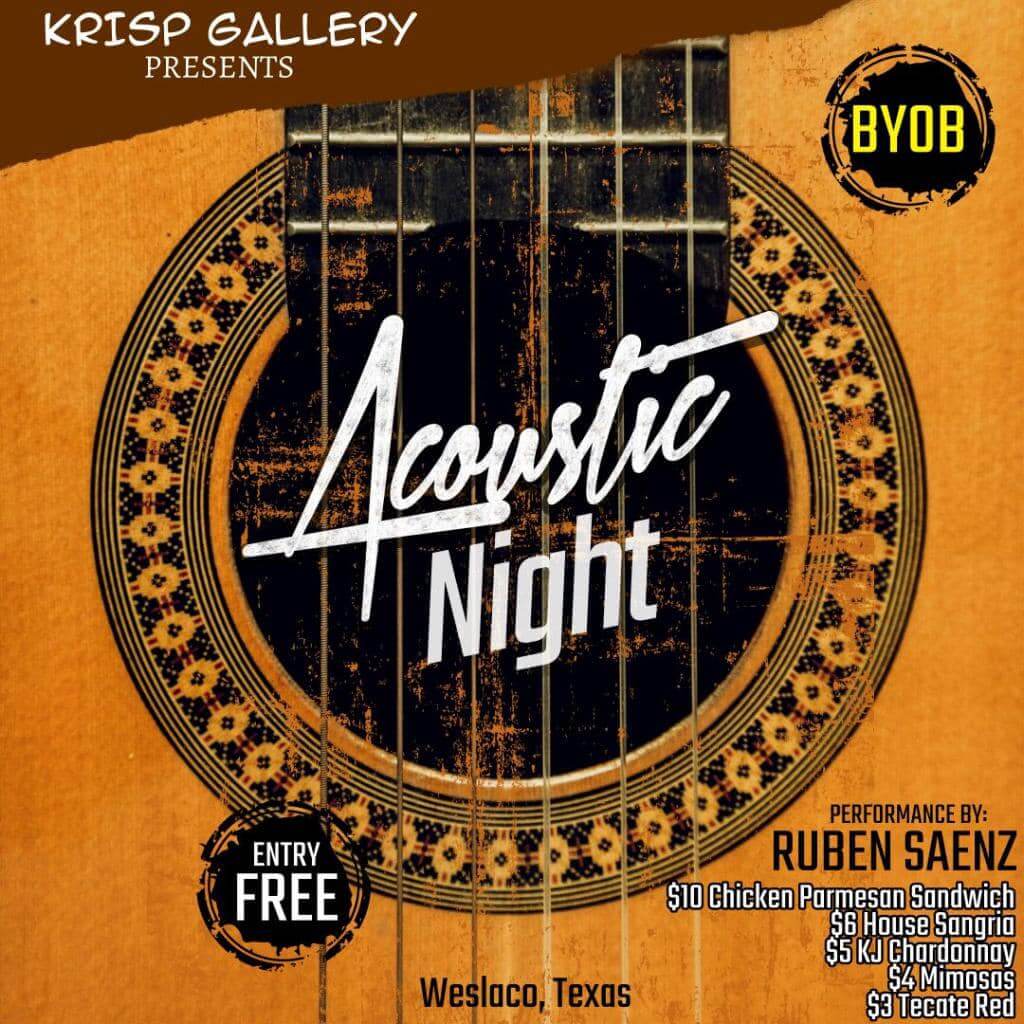 KRISP GALLERY
PRESENTS
BYOB
Acoustic
Night
ENTRY
FREE
PERFORMANCE BY:
RUBEN SAENZ
$10 Chicken Parmesan Sandwich
$6 House Sangria
$5 KJ Chardonnay
$4 Mimosas
$3 Tecate Red
Weslaco, Texas